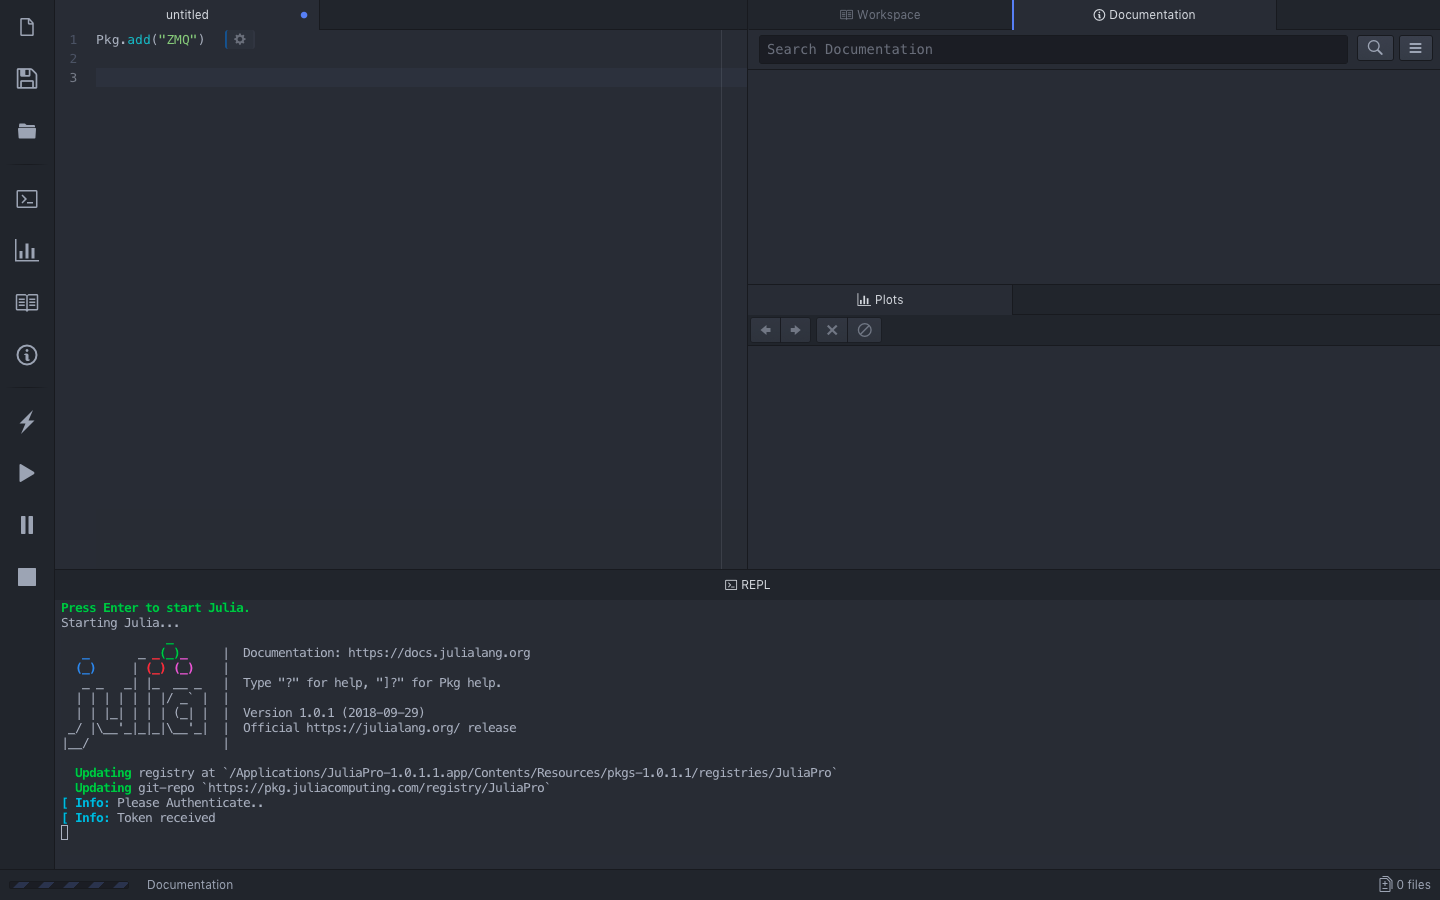 untitled
Workspace
Documentation
1 Pkg.add("ZMQ")
2
3
Search Documentation
Plots
REPL
Press Enter to start Julia.
Starting Julia...
               _
   _       _ _(_)_     |  Documentation: https://docs.julialang.org
  (_)     | (_) (_)    |
   _ _   _| |_  __ _   |  Type "?" for help, "]?" for Pkg help.
  | | | | | | |/ _` |  |
  | | |_| | | | (_| |  |  Version 1.0.1 (2018-09-29)
 _/ |\__'_|_|_|\__'_|  |  Official https://julialang.org/ release
|__/                   |
Updating registry at `/Applications/JuliaPro-1.0.1.1.app/Contents/Resources/pkgs-1.0.1.1/registries/JuliaPro`
Updating git-repo `https://pkg.juliacomputing.com/registry/JuliaPro`
[ Info: Please Authenticate..
[ Info: Token received
Documentation
0 files